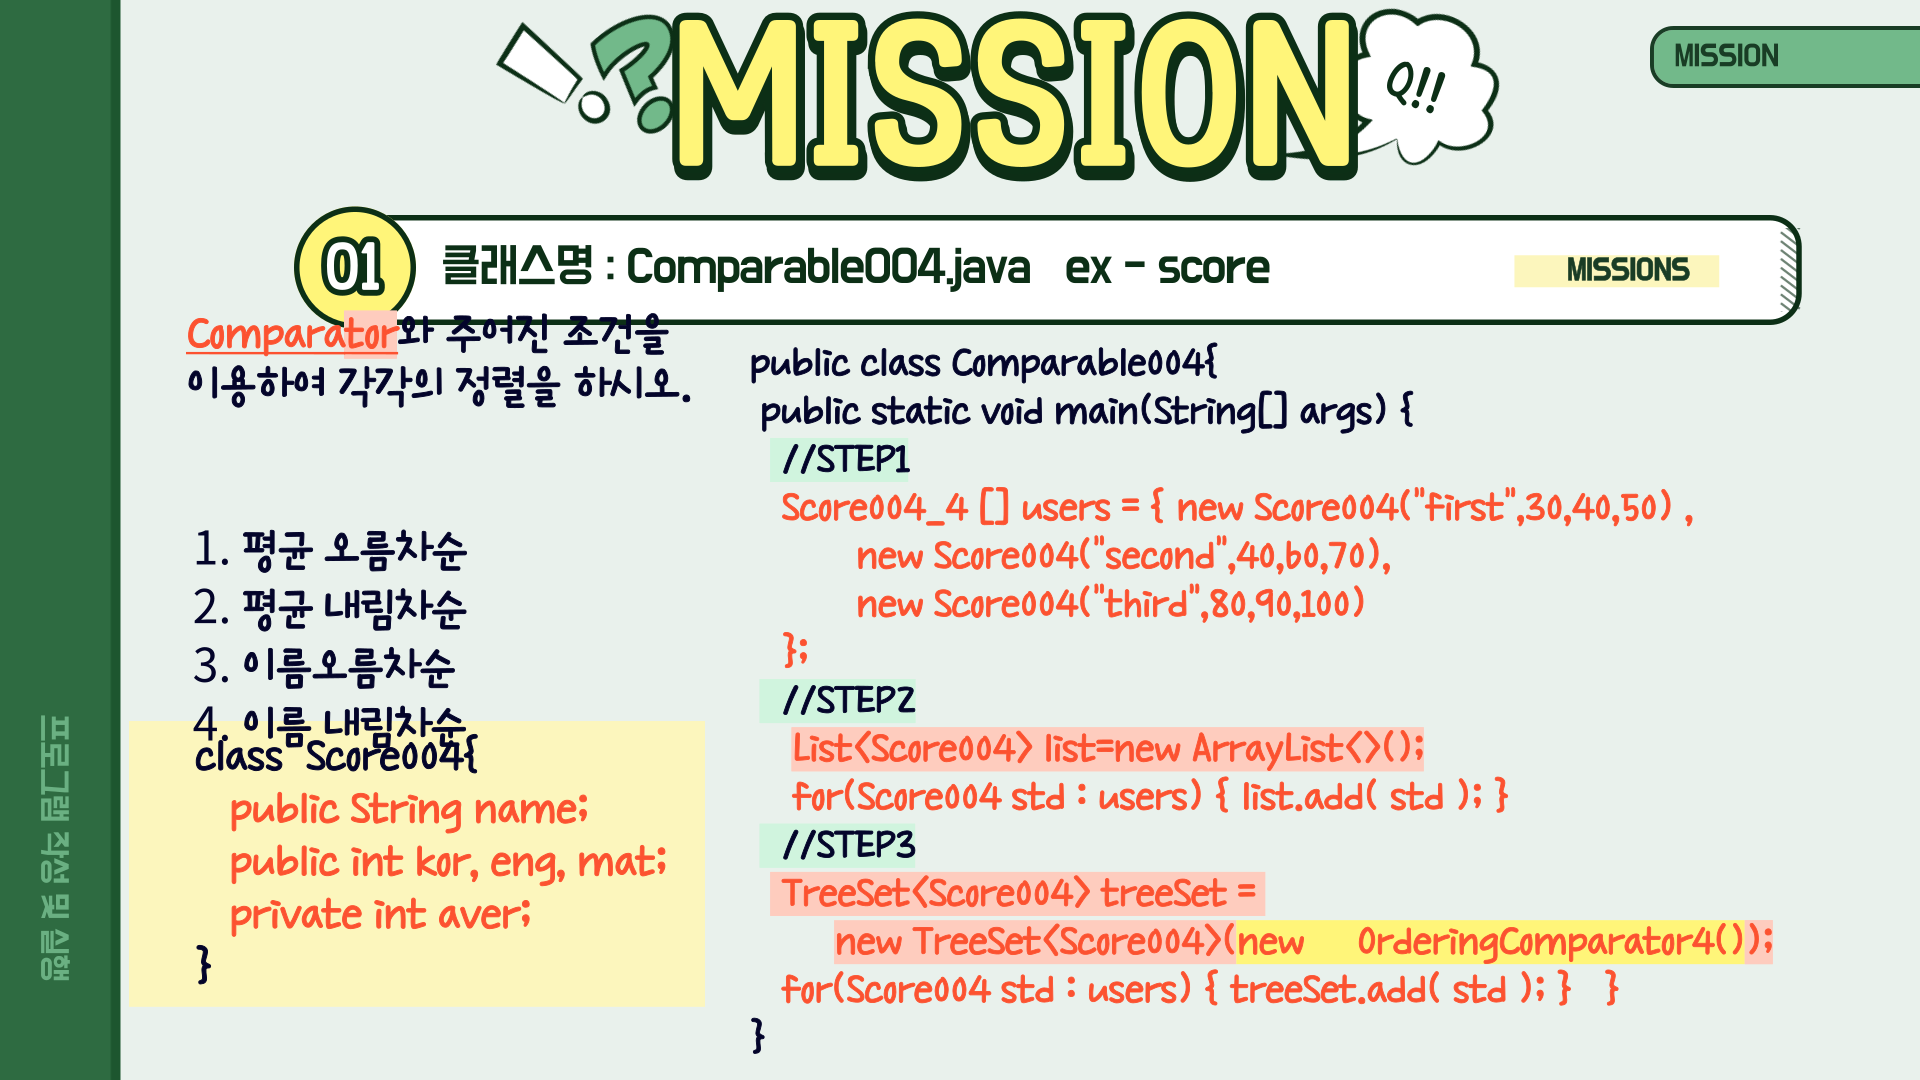 MISSION
Q!!
MISSION
01
클래스명 : Comparable004.java ex - score
MISSIONS
Comparator와 주어진 조건을
이용하여 각각의 정렬을 하시오.
1. 평균 오름차순
2. 평균 내림차순
3. 이름오름차순
4. 이름 내림차순
class Score004{
public String name;
public int kor, eng, mat;
private int aver;
}
public class Comparable004{
public static void main(String[] args) {
//STEP1
Score004_4 [] users = { new Score004("first",30,40,50) ,
new Score004("second",40,60,70),
new Score004("third",80,90,100)
};
//STEP2
List<Score004> list=new ArrayList<>();
for(Score004 std : users) { list.add( std ); }
//STEP3
TreeSet<Score004> treeSet =
new TreeSet<Score004>(new OrderingComparator4());
for(Score004 std : users) { treeSet.add( std ); } }
}
프로그램 작성 및 실행